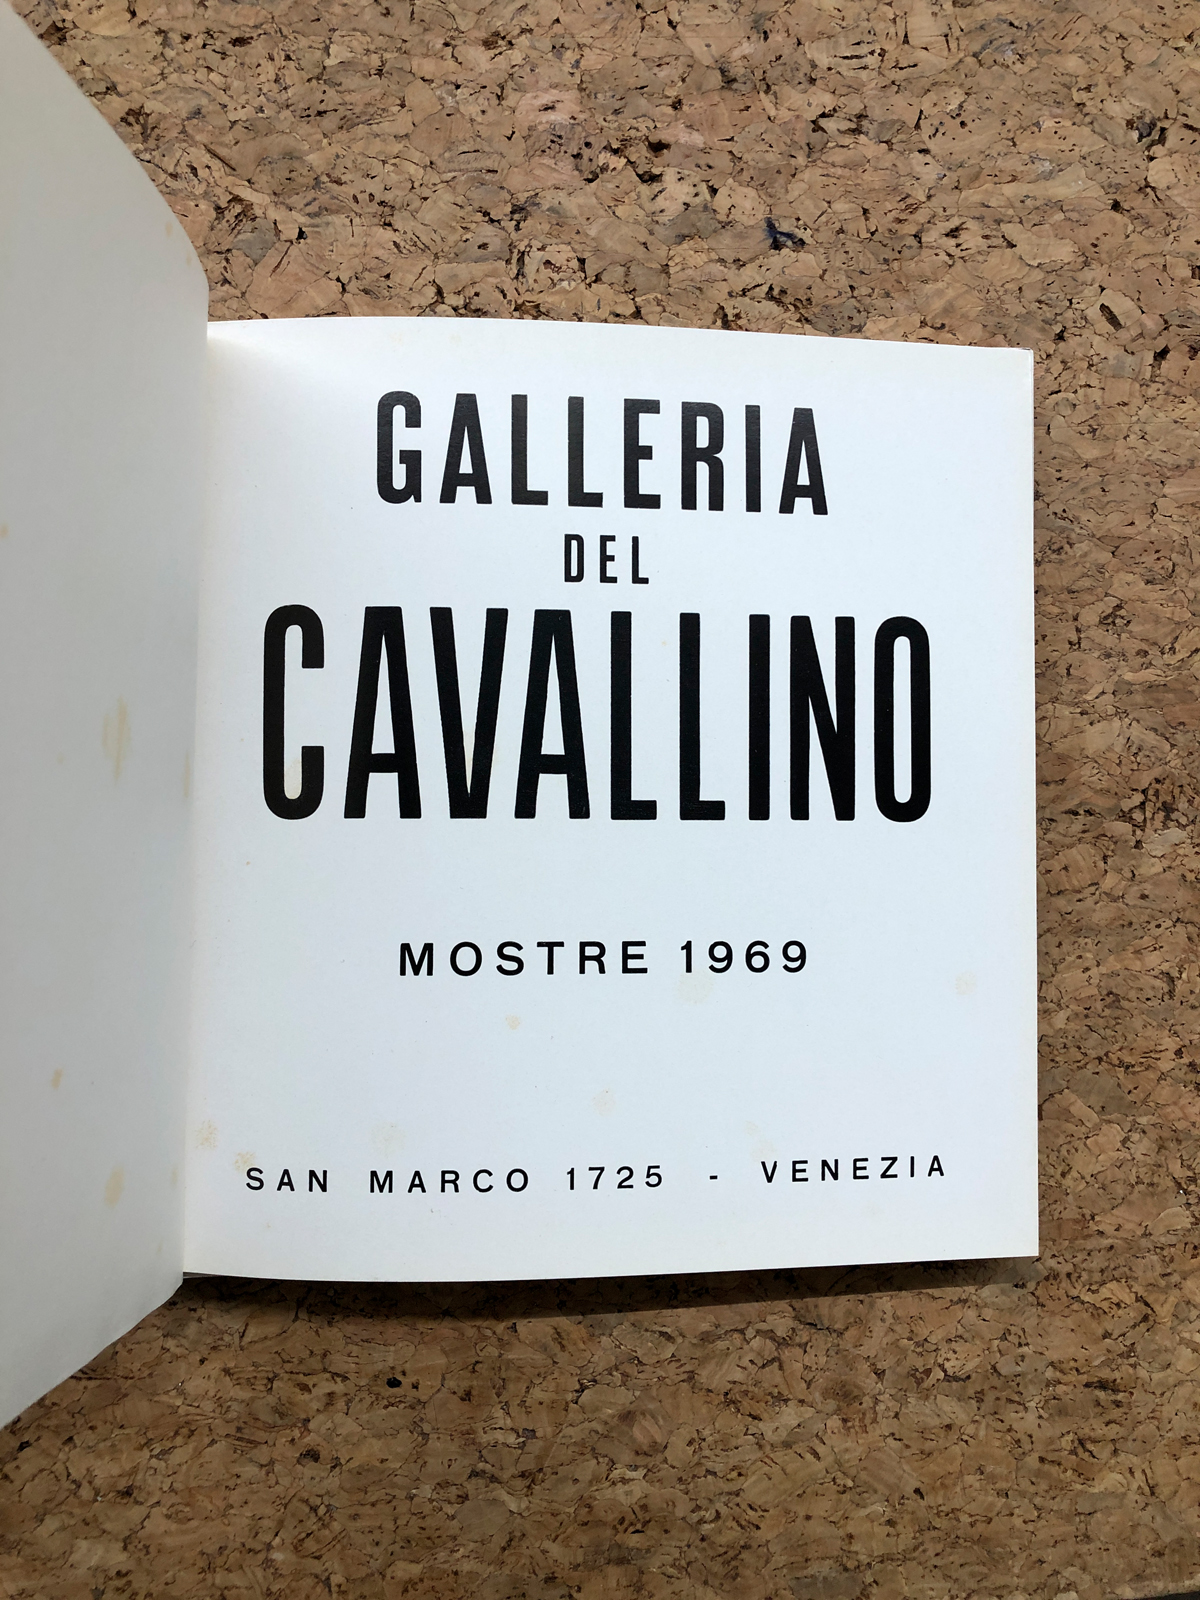 GALLERIA
DEL
CAVALLINO
MOSTRE 1969
SAN MARCO 1725 - VENEZIA